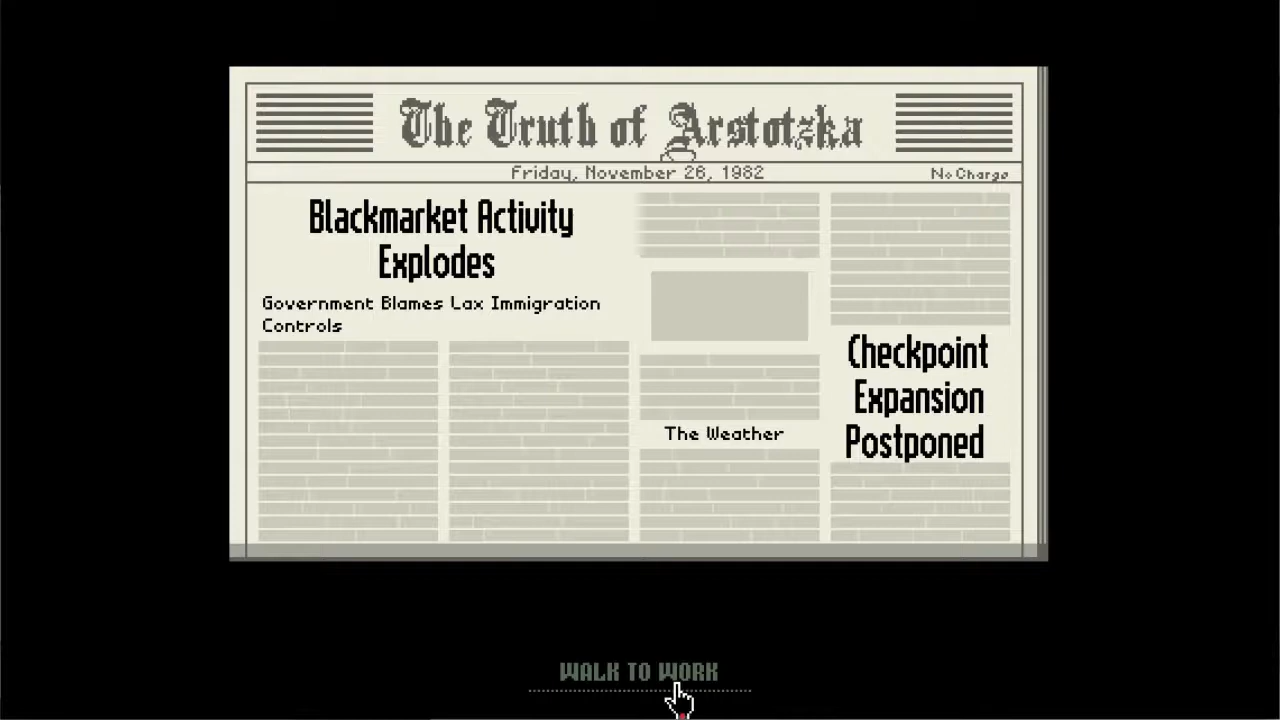 The Truth of Arstotzka
Friday, November 26, 1982
No Charge
Blackmarket Activity
Explodes
Government Blames Lax Immigration
Controls
The Weather
Checkpoint
Expansion
Postponed
WALK TO WORK